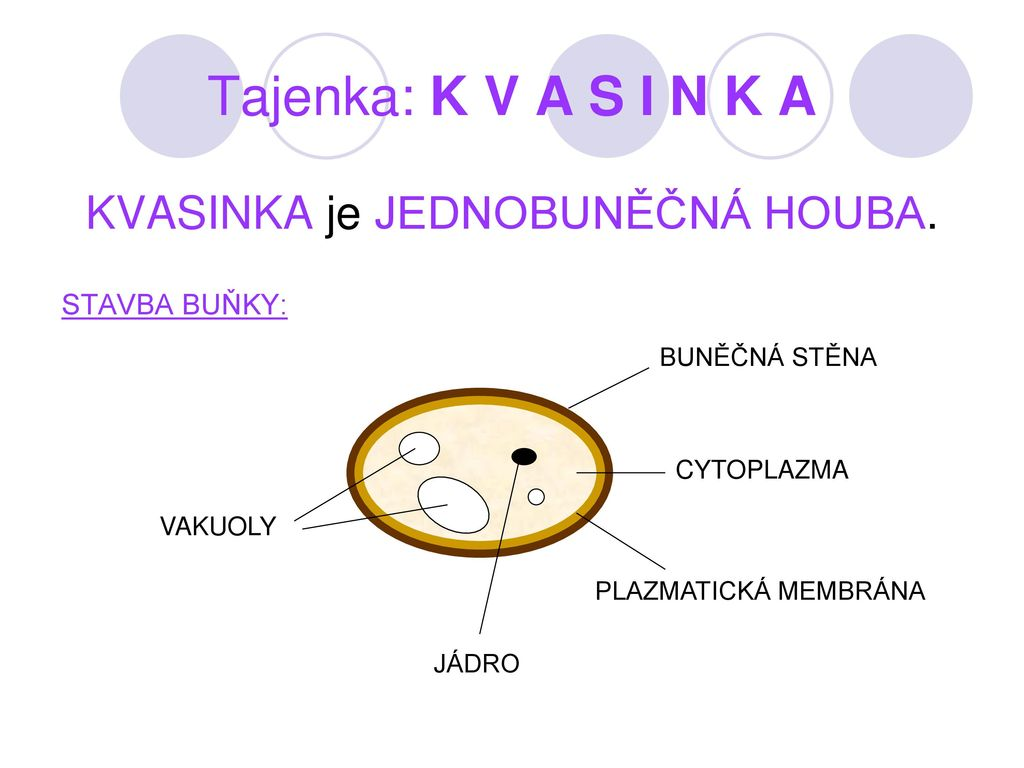 Tajenka: K V A S I N K A
KVASINKA je JEDNOBUNĚČNÁ HOUBA.
STAVBA BUŇKY:
BUNĚČNÁ STĚNA
CYTOPLAZMA
VAKUOLY
PLAZMATICKÁ MEMBRÁNA
JÁDRO